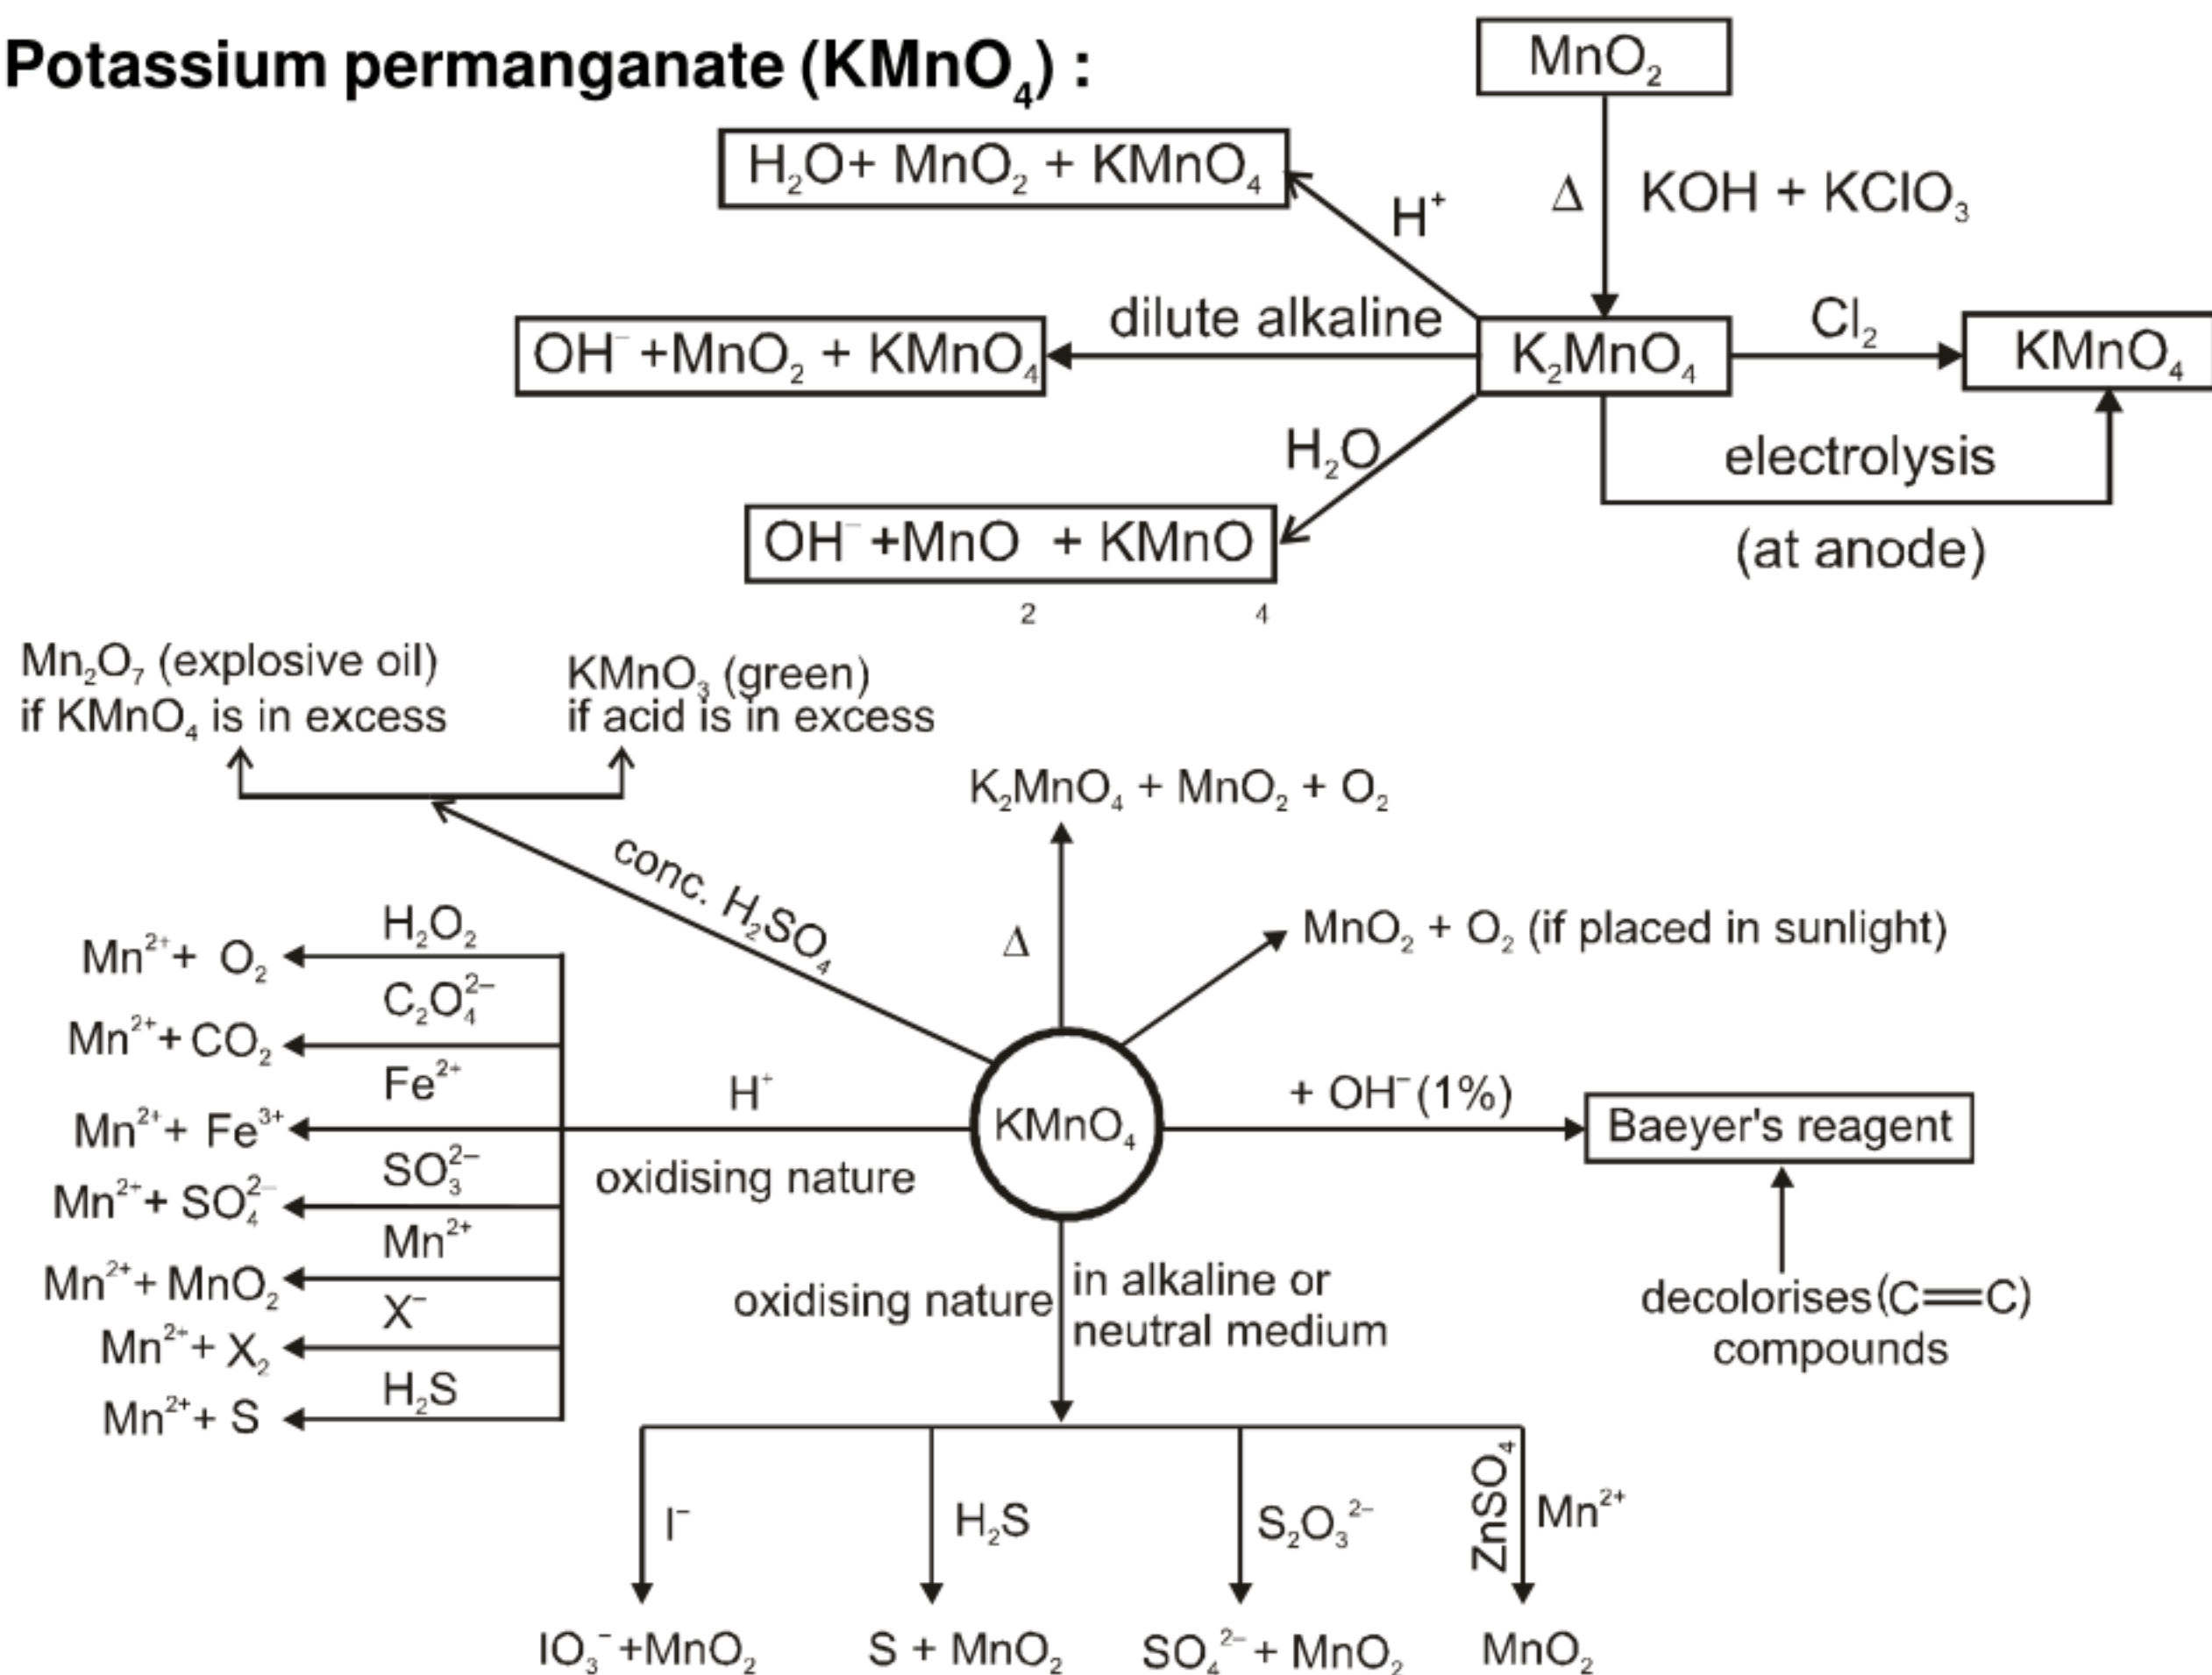 Potassium permanganate (KMnO₄) :
MnO₂
H₂O+ MnO₂ + KMnO₄
H⁺
Δ
KOH + KClO₃
OH⁻ +MnO₂ + KMnO₄
dilute alkaline
K₂MnO₄
Cl₂
KMnO₄
H₂O
electrolysis
(at anode)
OH⁻ +MnO + KMnO
2 4
Mn₂O₇ (explosive oil)
if KMnO₄ is in excess
KMnO₃ (green)
if acid is in excess
K₂MnO₄ + MnO₂ + O₂
conc. H₂SO₄
Δ
MnO₂ + O₂ (if placed in sunlight)
H₂O₂
Mn²⁺+ O₂
C₂O₄²⁻
Mn²⁺+ CO₂
Fe²⁺
Mn²⁺+ Fe³⁺
SO₃²⁻
Mn²⁺+ SO₄²⁻
Mn²⁺
Mn²⁺+ MnO₂
X⁻
Mn²⁺+ X₂
H₂S
Mn²⁺+ S
H⁺
oxidising nature
KMnO₄
+ OH⁻(1%)
Baeyer's reagent
decolorises(C=C)
compounds
oxidising nature
in alkaline or
neutral medium
I⁻
H₂S
S₂O₃²⁻
ZnSO₄
Mn²⁺
IO₃⁻+MnO₂
S + MnO₂
SO₄²⁻+ MnO₂
MnO₂